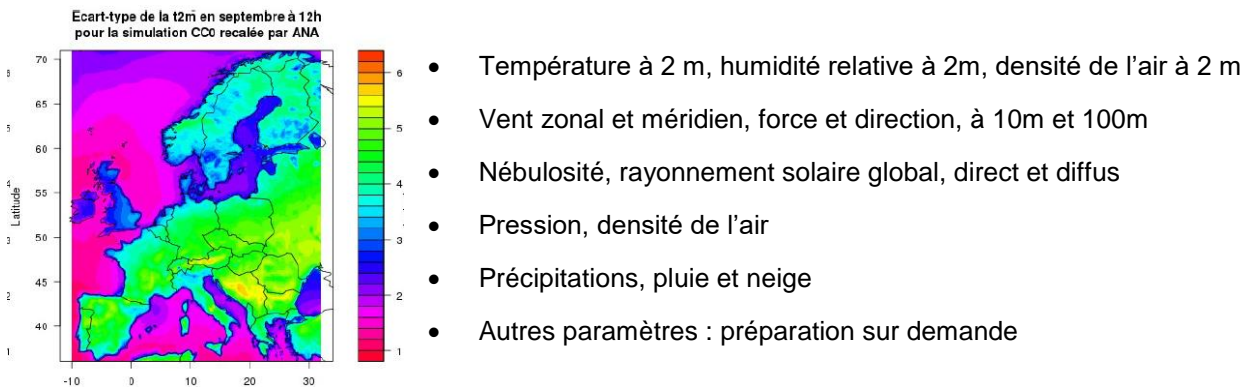 Ecart-type de la t2m en septembre à 12h
pour la simulation CC0 recalée par ANA
70
65
60
55
50
45
40
Latitude
-10
0
10
20
30
6
5
4
3
2
1
• Température à 2 m, humidité relative à 2m, densité de l’air à 2 m
• Vent zonal et méridien, force et direction, à 10m et 100m
• Nébulosité, rayonnement solaire global, direct et diffus
• Pression, densité de l’air
• Précipitations, pluie et neige
• Autres paramètres : préparation sur demande